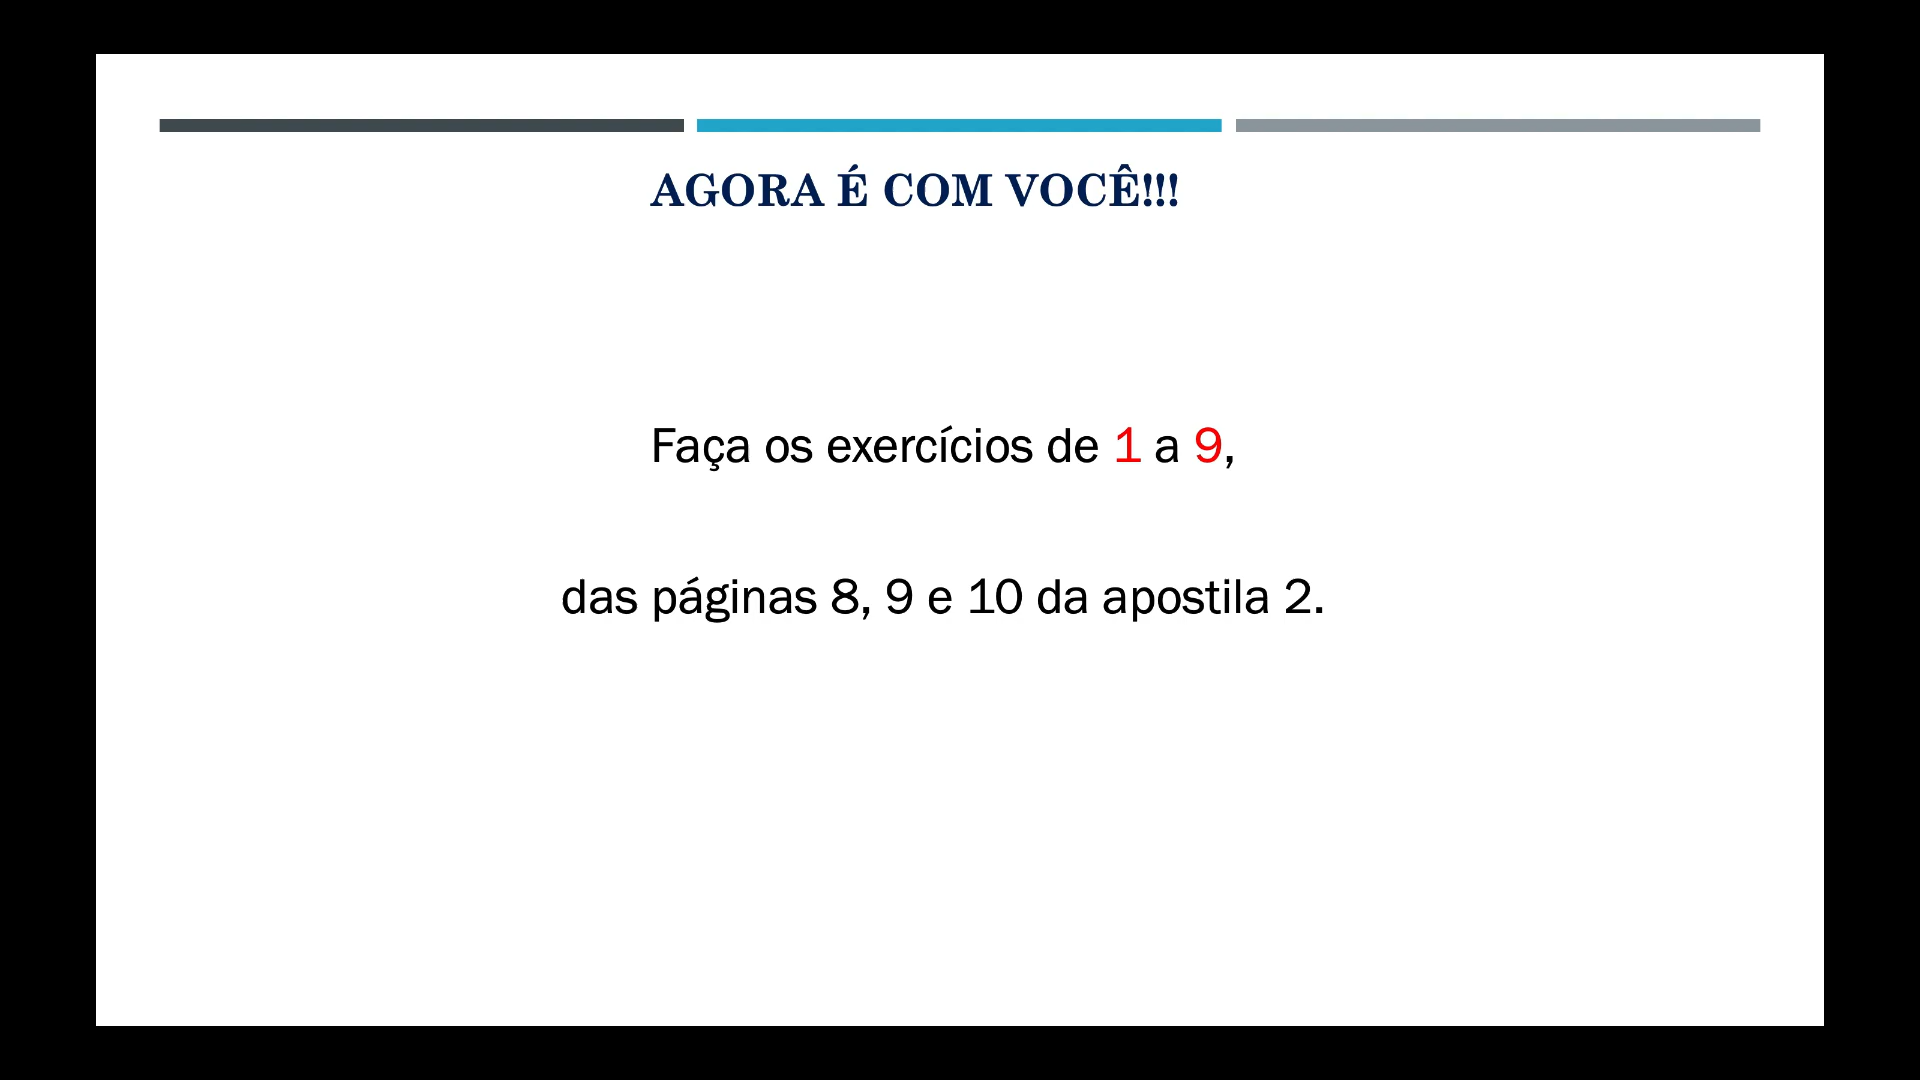 AGORA É COM VOCÊ!!!
Faça os exercícios de 1 a 9,
das páginas 8, 9 e 10 da apostila 2.